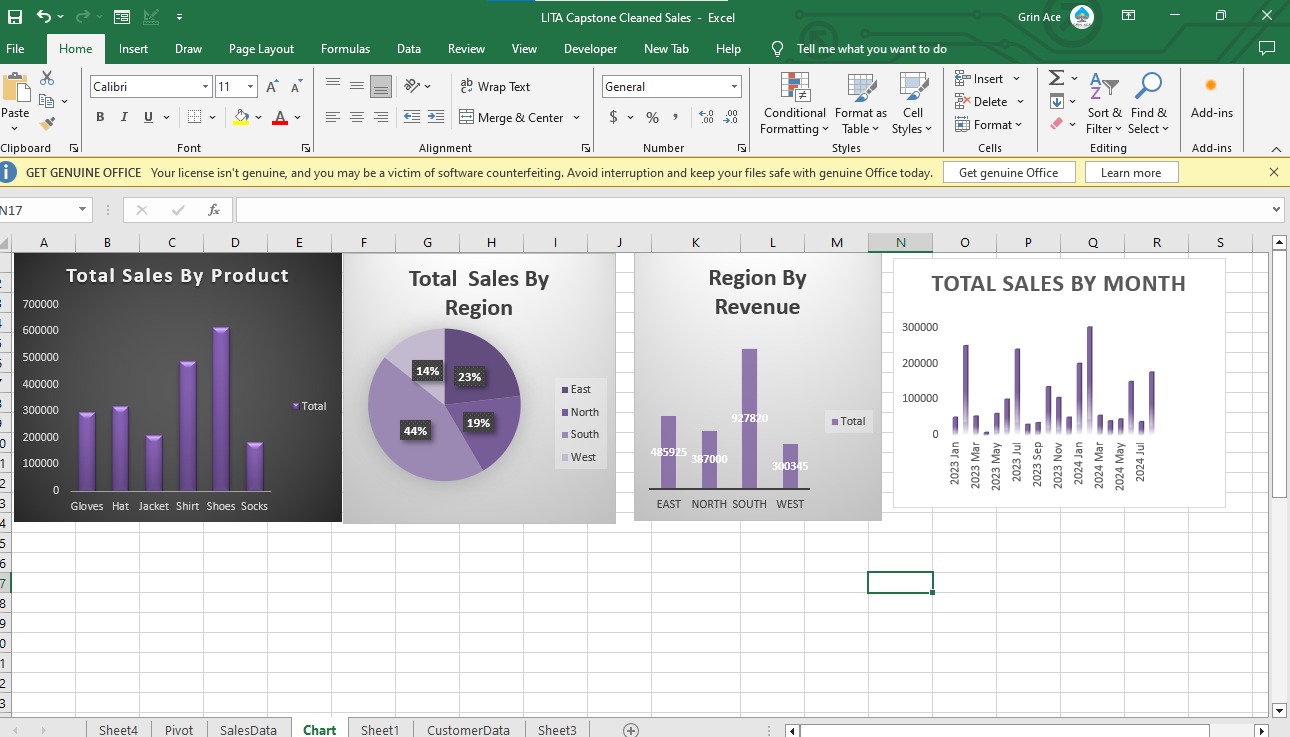 LITA Capstone Cleaned Sales - Excel
Grin Ace
File Home Insert Draw Page Layout Formulas Data Review View Developer New Tab Help Tell me what you want to do
Calibri 11
Wrap Text
General
Paste
B I U
Merge & Center
$ % ,
Conditional Formatting
Format as Table
Cell Styles
Insert
Delete
Format
Sort & Filter
Find & Select
Add-ins
Clipboard Font Alignment Number Styles Cells Editing Add-ins
GET GENUINE OFFICE Your license isn't genuine, and you may be a victim of software counterfeiting. Avoid interruption and keep your files safe with genuine Office today. Get genuine Office Learn more
N17 fx
A B C D E F G H I J K L M N O P Q R S
Total Sales By Product
700000
600000
500000
400000
300000
200000
100000
0
Gloves Hat Jacket Shirt Shoes Socks
Total
Total Sales By
Region
14% 23%
44% 19%
East
North
South
West
Region By
Revenue
485925 387000 927820 300345
EAST NORTH SOUTH WEST
Total
TOTAL SALES BY MONTH
300000
200000
100000
0
2023 Jan
2023 Mar
2023 May
2023 Jul
2023 Sep
2023 Nov
2024 Jan
2024 Mar
2024 May
2024 Jul
Sheet4 Pivot SalesData Chart Sheet1 CustomerData Sheet3